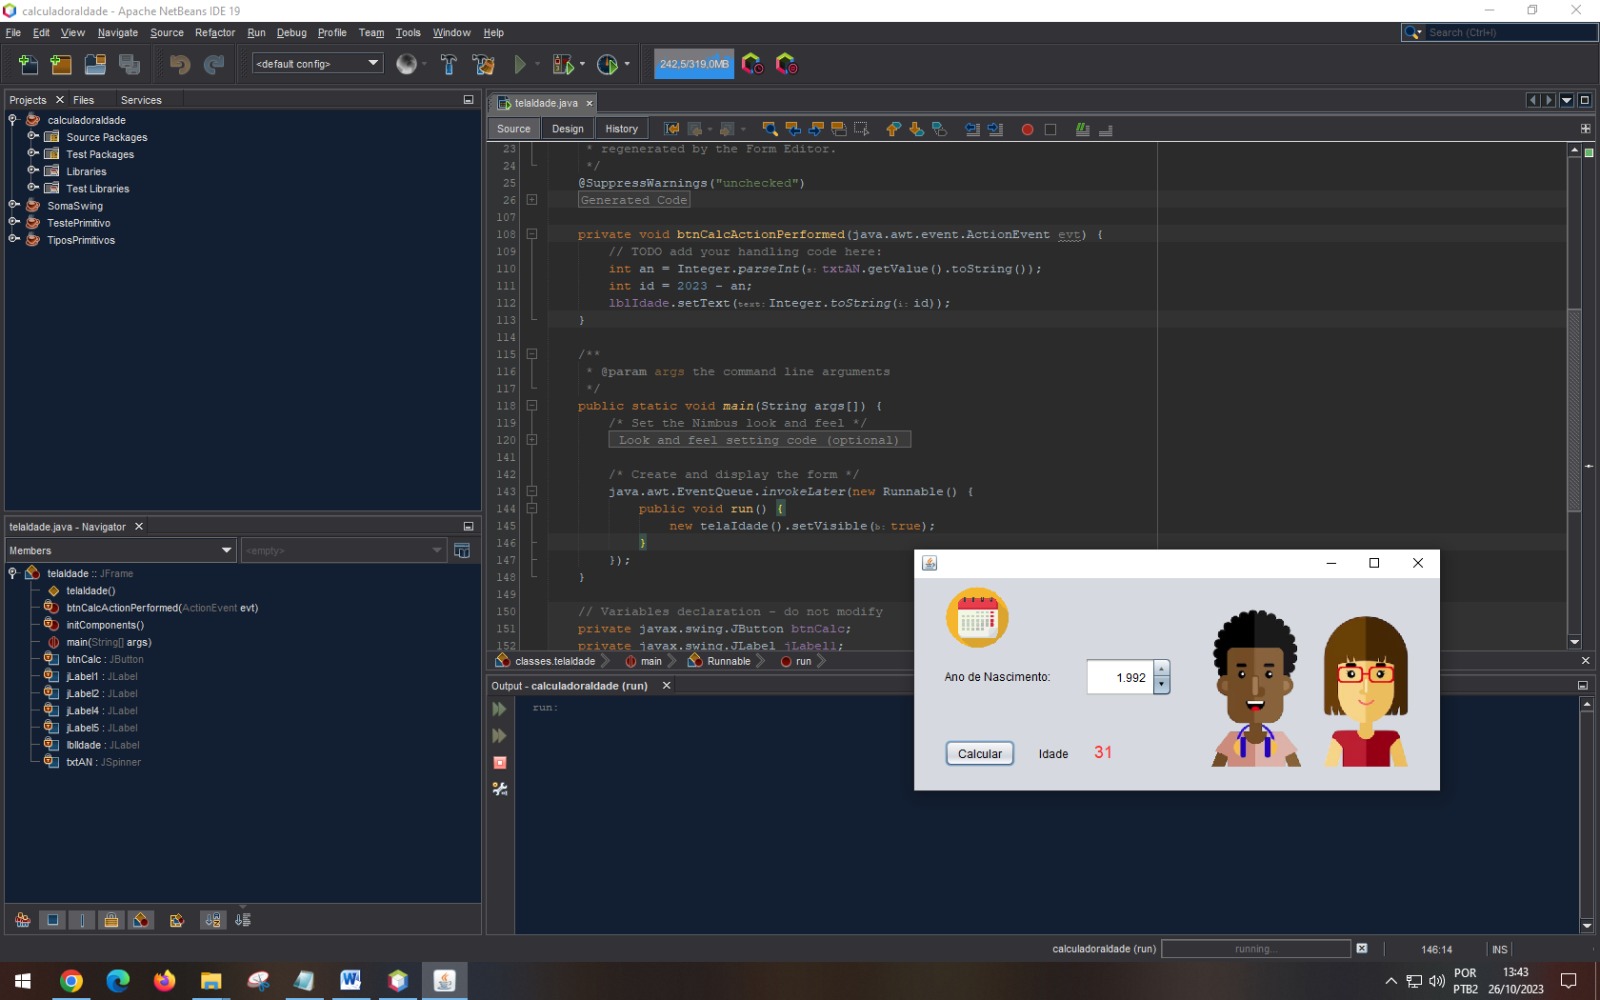 calculadoraIdade - Apache NetBeans IDE 19
File Edit View Navigate Source Refactor Run Debug Profile Team Tools Window Help
Search (Ctrl+I)
<default config>
242,5/319,0MB
Projects Files Services
calculadoraIdade
Source Packages
Test Packages
Libraries
Test Libraries
SomaSwing
TestePrimitivo
TiposPrimitivos
telaIdade.java
Source Design History
23 * regenerated by the Form Editor.
24 */
25 @SuppressWarnings("unchecked")
26 Generated Code
107
108 private void btnCalcActionPerformed(java.awt.event.ActionEvent evt) {
109 // TODO add your handling code here:
110 int an = Integer.parseInt(s: txtAN.getValue().toString());
111 int id = 2023 - an;
112 lblIdade.setText(text: Integer.toString(i: id));
113 }
114
115 /**
116 * @param args the command line arguments
117 */
118 public static void main(String args[]) {
119 /* Set the Nimbus look and feel */
120 Look and feel setting code (optional)
141
142 /* Create and display the form */
143 java.awt.EventQueue.invokeLater(new Runnable() {
144 public void run() {
145 new telaIdade().setVisible(b: true);
146 }
147 });
148 }
149
150 // Variables declaration - do not modify
151 private javax.swing.JButton btnCalc;
152 private javax.swing.JLabel jLabel1;
classes.telaIdade main Runnable run
telaIdade.java - Navigator
Members <empty>
telaIdade :: JFrame
telaIdade()
btnCalcActionPerformed(ActionEvent evt)
initComponents()
main(String[] args)
btnCalc : JButton
jLabel1 : JLabel
jLabel2 : JLabel
jLabel4 : JLabel
jLabel5 : JLabel
lblIdade : JLabel
txtAN : JSpinner
Output - calculadoraIdade (run)
run:
Ano de Nascimento: 1.992
Calcular Idade 31
calculadoraIdade (run) running... 146:14 INS
POR
PTB2
13:43
26/10/2023